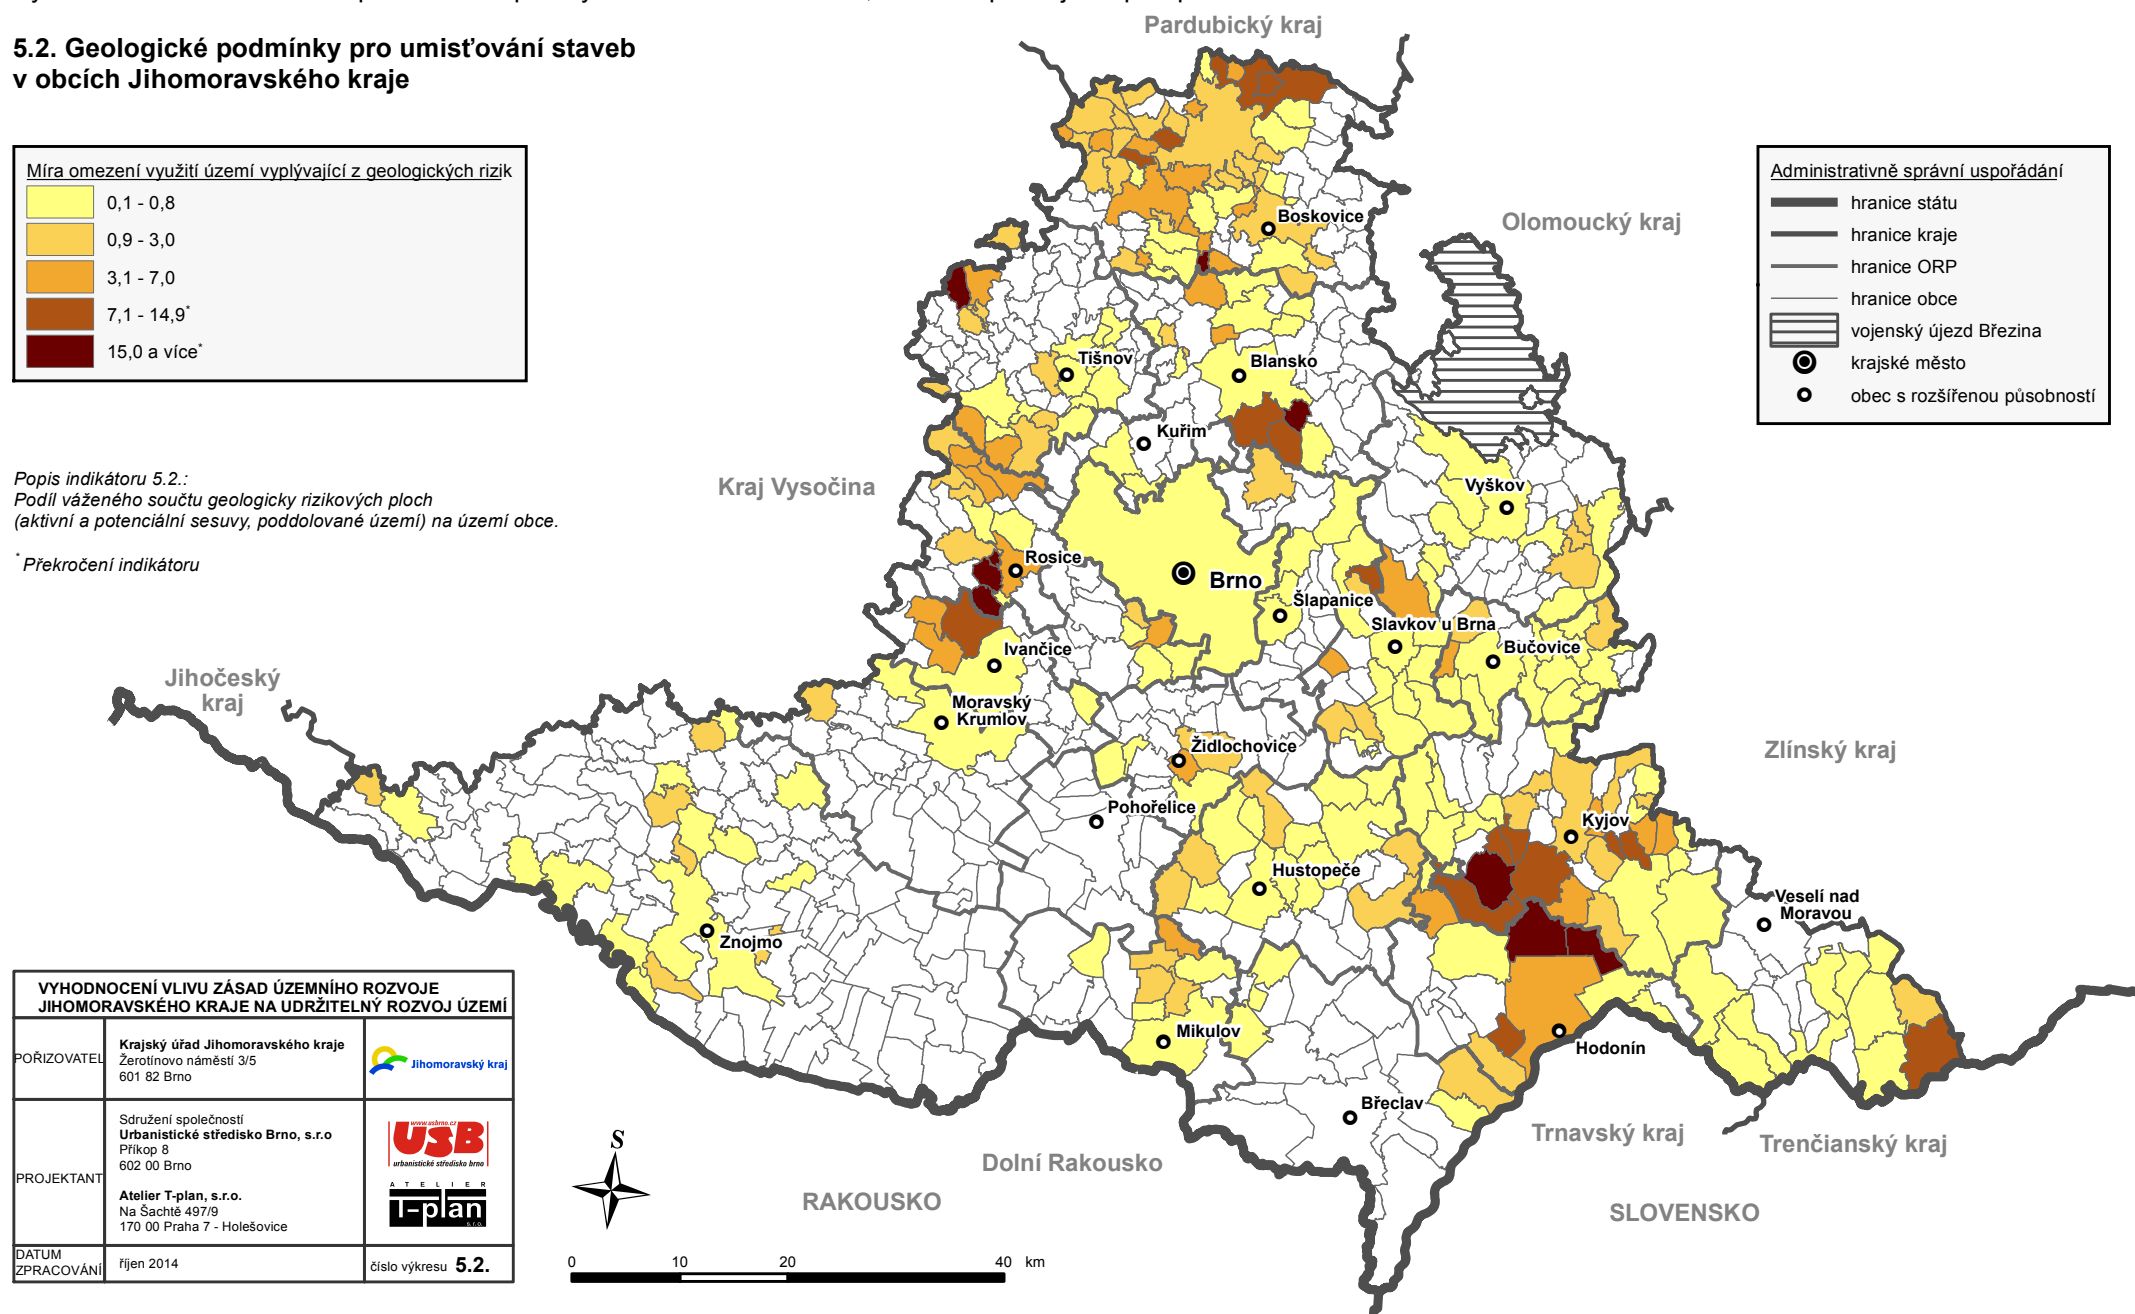 5.2. Geologické podmínky pro umisťování staveb
v obcích Jihomoravského kraje
Míra omezení využití území vyplývající z geologických rizik
0,1 - 0,8
0,9 - 3,0
3,1 - 7,0
7,1 - 14,9*
15,0 a více*
Popis indikátoru 5.2.:
Podíl váženého součtu geologicky rizikových ploch
(aktivní a potenciální sesuvy, poddolované území) na území obce.
* Překročení indikátoru
Administrativně správní uspořádání
hranice státu
hranice kraje
hranice ORP
hranice obce
vojenský újezd Březina
krajské město
obec s rozšířenou působností
Pardubický kraj
Olomoucký kraj
Kraj Vysočina
Jihočeský
kraj
Zlínský kraj
Trnavský kraj
Trenčianský kraj
Dolní Rakousko
RAKOUSKO
SLOVENSKO
Boskovice
Tišnov
Blansko
Kuřim
Vyškov
Rosice
Brno
Šlapanice
Slavkov u Brna
Bučovice
Ivančice
Moravský
Krumlov
Židlochovice
Pohořelice
Kyjov
Hustopeče
Veselí nad
Moravou
Znojmo
Mikulov
Hodonín
Břeclav
VYHODNOCENÍ VLIVU ZÁSAD ÚZEMNÍHO ROZVOJE
JIHOMORAVSKÉHO KRAJE NA UDRŽITELNÝ ROZVOJ ÚZEMÍ
POŘIZOVATEL
Krajský úřad Jihomoravského kraje
Žerotínovo náměstí 3/5
601 82 Brno
Jihomoravský kraj
PROJEKTANT
Sdružení společností
Urbanistické středisko Brno, s.r.o
Příkop 8
602 00 Brno
Atelier T-plan, s.r.o.
Na Šachtě 497/9
170 00 Praha 7 - Holešovice
www.usbrno.cz
USB
urbanistické středisko brno
ATELIER
T-plan
s.r.o.
DATUM
ZPRACOVÁNÍ
říjen 2014
číslo výkresu 5.2.
S
0 10 20 40 km